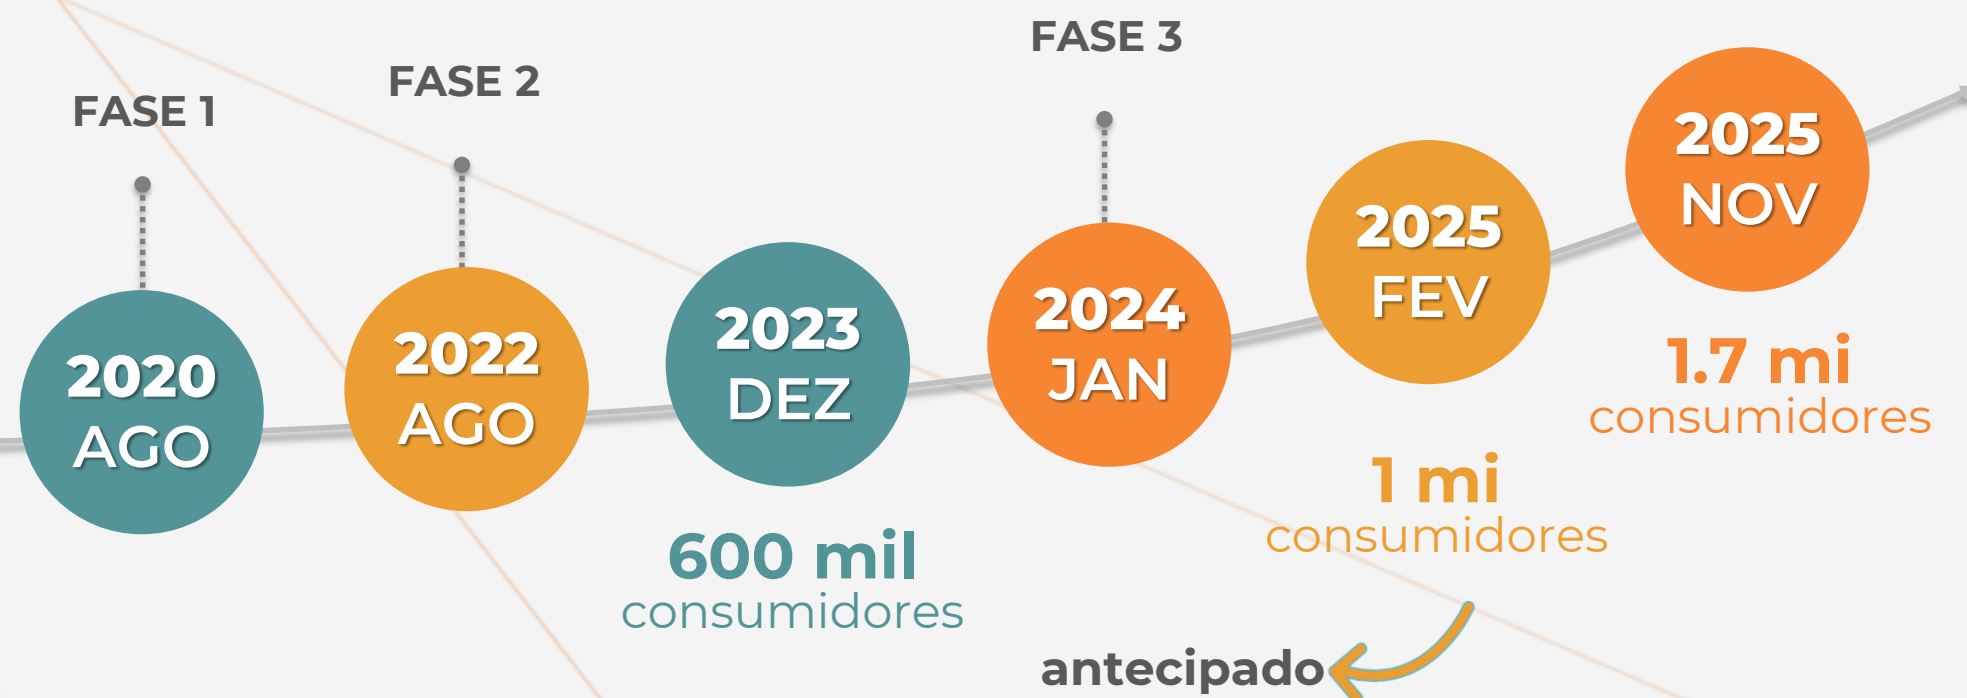 FASE 1
2020
AGO
FASE 2
2022
AGO
2023
DEZ
600 mil
consumidores
FASE 3
2024
JAN
2025
FEV
1 mi
consumidores
antecipado
2025
NOV
1.7 mi
consumidores